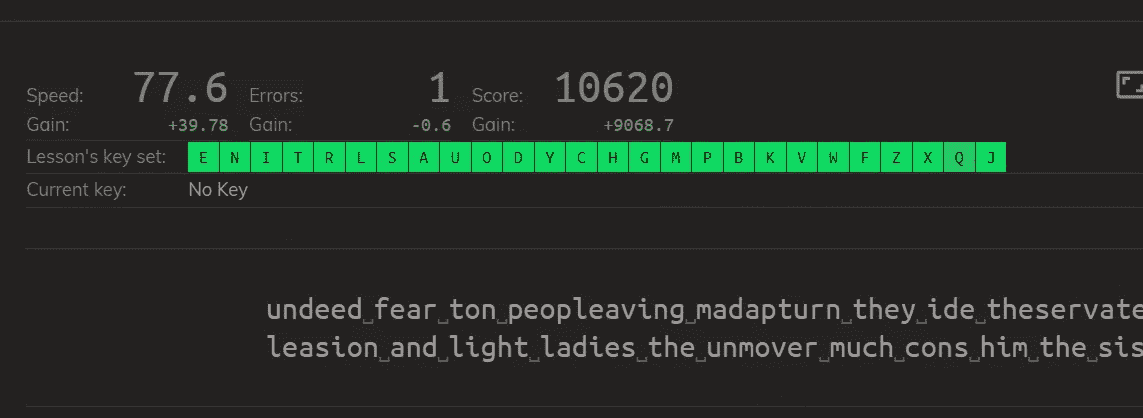 Speed: 77.6 Errors: 1 Score: 10620
Gain: +39.78 Gain: -0.6 Gain: +9068.7
Lesson's key set: E N I T R L S A U O D Y C H G M P B K V W F Z X Q J
Current key: No Key
undeed␣fear␣ton␣peopleaving␣madapturn␣they␣ide␣theservate
leasion␣and␣light␣ladies␣the␣unmover␣much␣cons␣him␣the␣sis